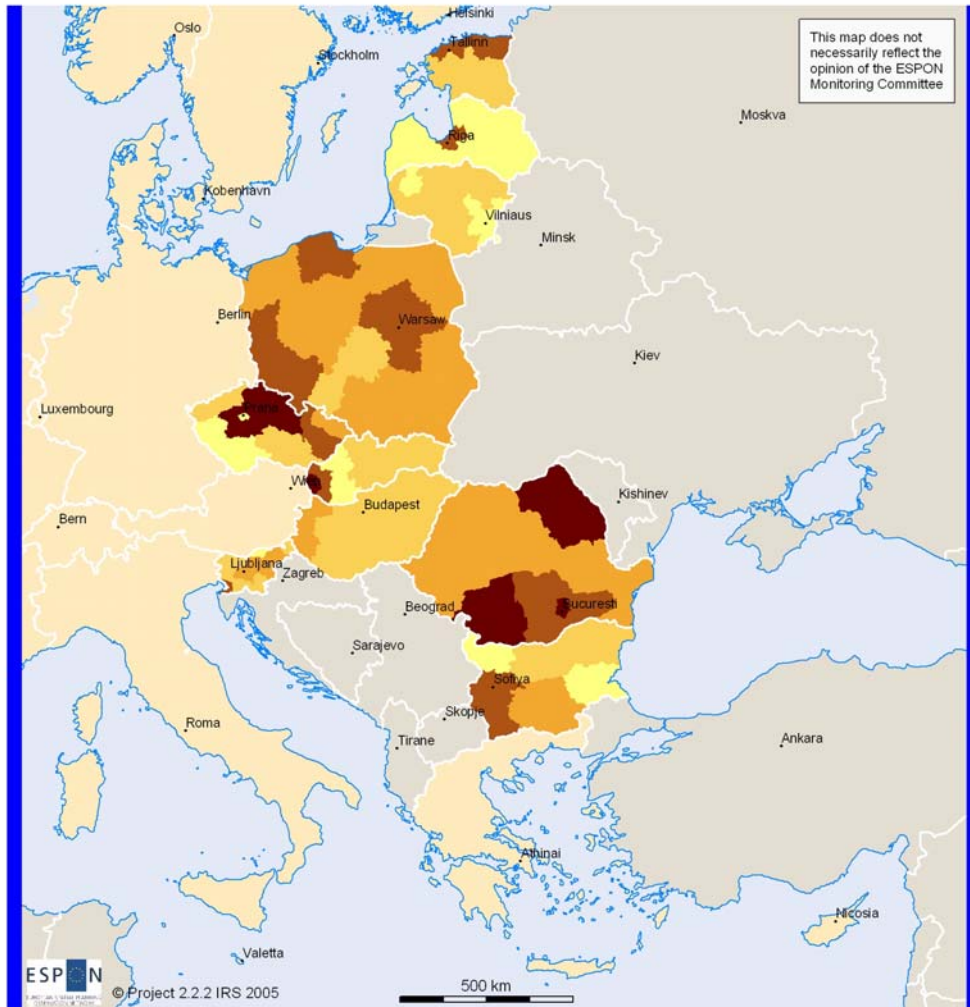 Helsinki
Oslo
Tallinn
Stockholm
This map does not
necessarily reflect the
opinion of the ESPON
Monitoring Committee
Moskva
Riga
Kobenhavn
Vilniaus
Minsk
Berlin
Warsaw
Kiev
Luxembourg
Praha
Kishinev
Budapest
Bern
Ljubljana
Zagreb
Beograd
Bucuresti
Sarajevo
Sofiya
Skopje
Roma
Tirane
Ankara
Athinai
Nicosia
Valetta
ESPON
© Project 2.2.2 IRS 2005
500 km